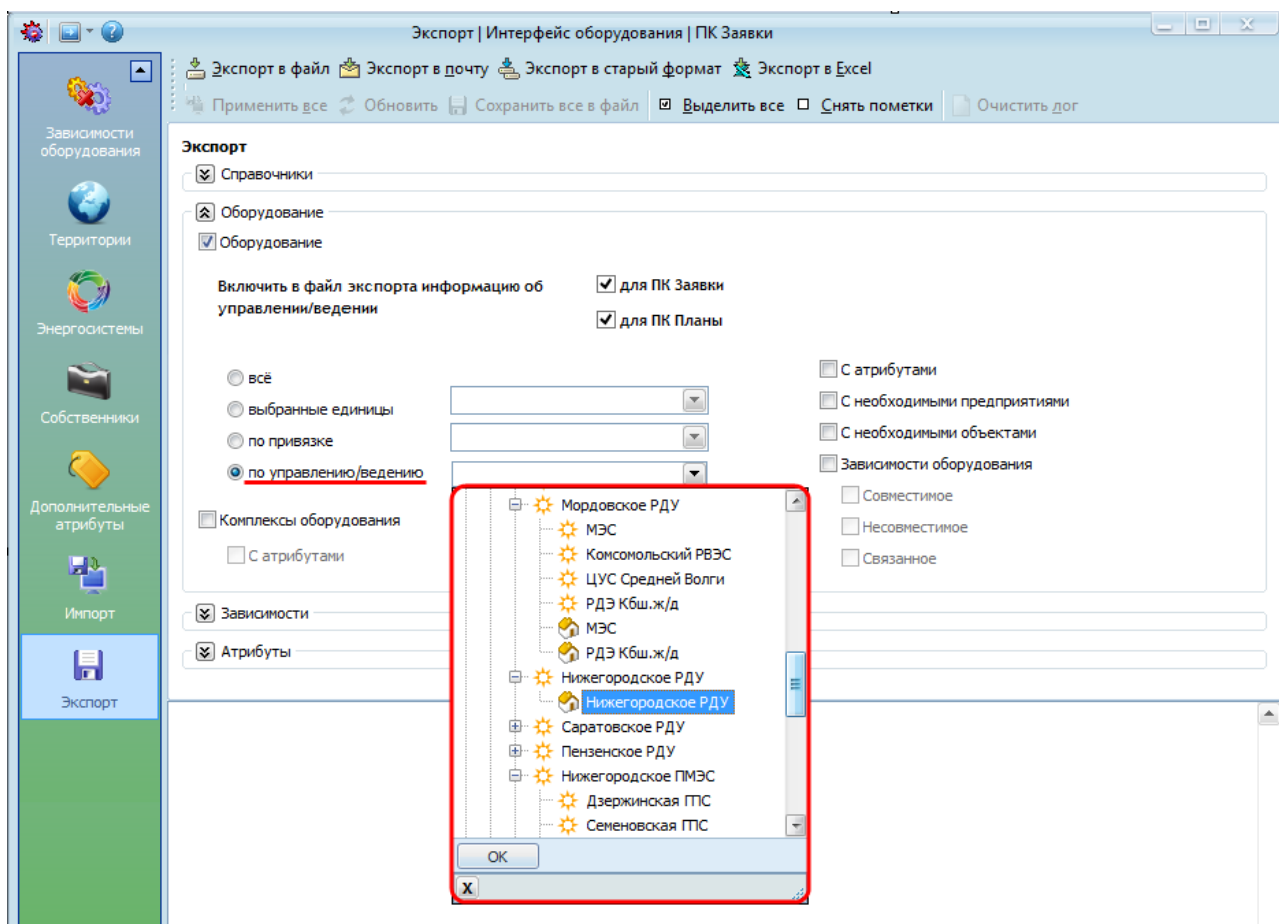 Экспорт | Интерфейс оборудования | ПК Заявки
Экспорт в файл Экспорт в почту Экспорт в старый формат Экспорт в Excel
Применить все Обновить Сохранить все в файл Выделить все Снять пометки Очистить лог
Зависимости
оборудования
Территории
Энергосистемы
Собственники
Дополнительные
атрибуты
Импорт
Экспорт
Экспорт
Справочники
Оборудование
Оборудование
Включить в файл экспорта информацию об
управлении/ведении
для ПК Заявки
для ПК Планы
всё
выбранные единицы
по привязке
по управлению/ведению
Комплексы оборудования
С атрибутами
С атрибутами
С необходимыми предприятиями
С необходимыми объектами
Зависимости оборудования
Совместимое
Несовместимое
Связанное
Мордовское РДУ
МЭС
Комсомольский РВЭС
ЦУС Средней Волги
РДЭ Кбш.ж/д
МЭС
РДЭ Кбш.ж/д
Нижегородское РДУ
Нижегородское РДУ
Саратовское РДУ
Пензенское РДУ
Нижегородское ПМЭС
Дзержинская ГПС
Семеновская ГПС
OK
X
Зависимости
Атрибуты